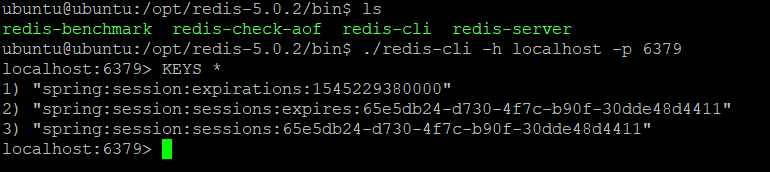 ubuntu@ubuntu:/opt/redis-5.0.2/bin$ ls
redis-benchmark  redis-check-aof  redis-cli  redis-server
ubuntu@ubuntu:/opt/redis-5.0.2/bin$ ./redis-cli -h localhost -p 6379
localhost:6379> KEYS *
1) "spring:session:expirations:1545229380000"
2) "spring:session:sessions:expires:65e5db24-d730-4f7c-b90f-30dde48d4411"
3) "spring:session:sessions:65e5db24-d730-4f7c-b90f-30dde48d4411"
localhost:6379>